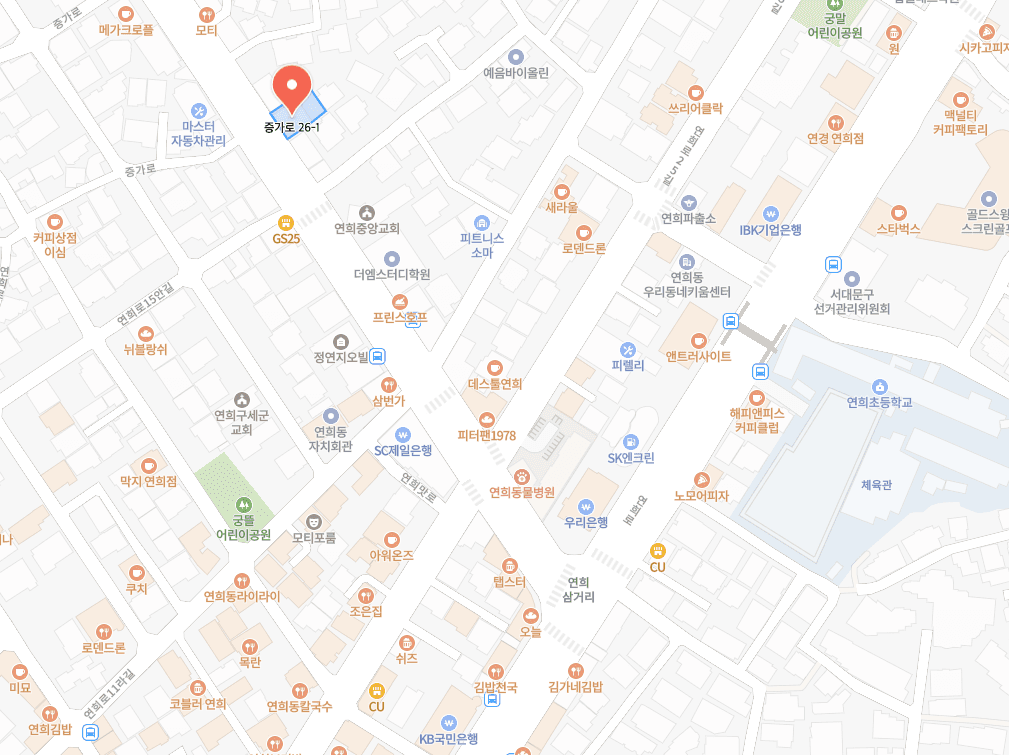 증가로
메가크로플
모티
예음바이올린
궁말
어린이공원
원
시카고피자
쓰리어클락
맥널티
커피팩토리
연경 연희점
마스터
자동차관리
증가로 26-1
증가로
연희로25길
새라울
로덴드론
연희파출소
IBK기업은행
스타벅스
골드스윙
스크린골프
커피상점
이심
GS25
연희중앙교회
피트니스
소마
더엠스터디학원
연희동
우리동네키움센터
서대문구
선거관리위원회
연희로15안길
프린스호프
뉘블랑쉬
정연지오빌
삼번가
데스툴연희
피렐리
앤트러사이트
연희초등학교
해피앤피스
커피클럽
연희구세군
교회
연희동
자치회관
SC제일은행
피터팬1978
SK엔크린
체육관
막지 연희점
연희맛로
연희동물병원
노모어피자
우리은행
연희로
궁뜰
어린이공원
모티포룸
아워온즈
CU
쿠치
연희동라이라이
조은집
탭스터
연희
삼거리
오늘
로덴드론
목란
쉬즈
미묘
연희로11라길
코블러 연희
연희동칼국수
CU
김밥천국
김가네김밥
연희김밥
KB국민은행